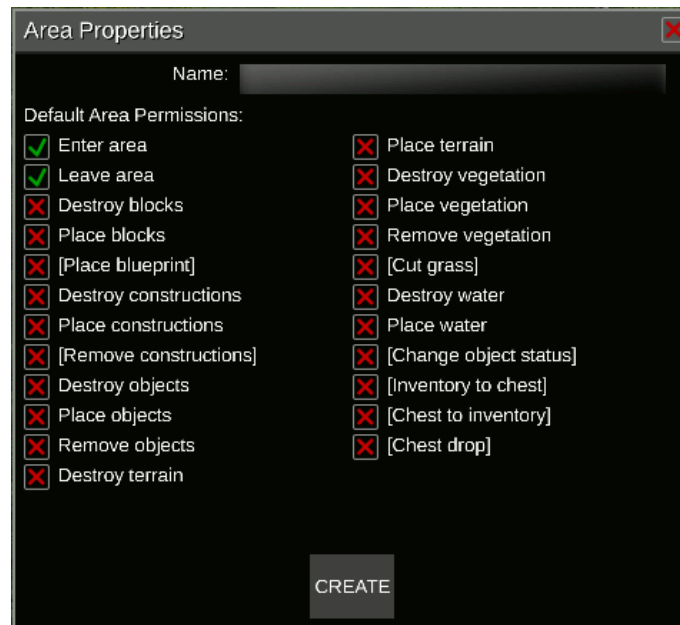 Area Properties
Name:
Default Area Permissions:
Enter area
Leave area
Destroy blocks
Place blocks
[Place blueprint]
Destroy constructions
Place constructions
[Remove constructions]
Destroy objects
Place objects
Remove objects
Destroy terrain
Place terrain
Destroy vegetation
Place vegetation
Remove vegetation
[Cut grass]
Destroy water
Place water
[Change object status]
[Inventory to chest]
[Chest to inventory]
[Chest drop]
CREATE